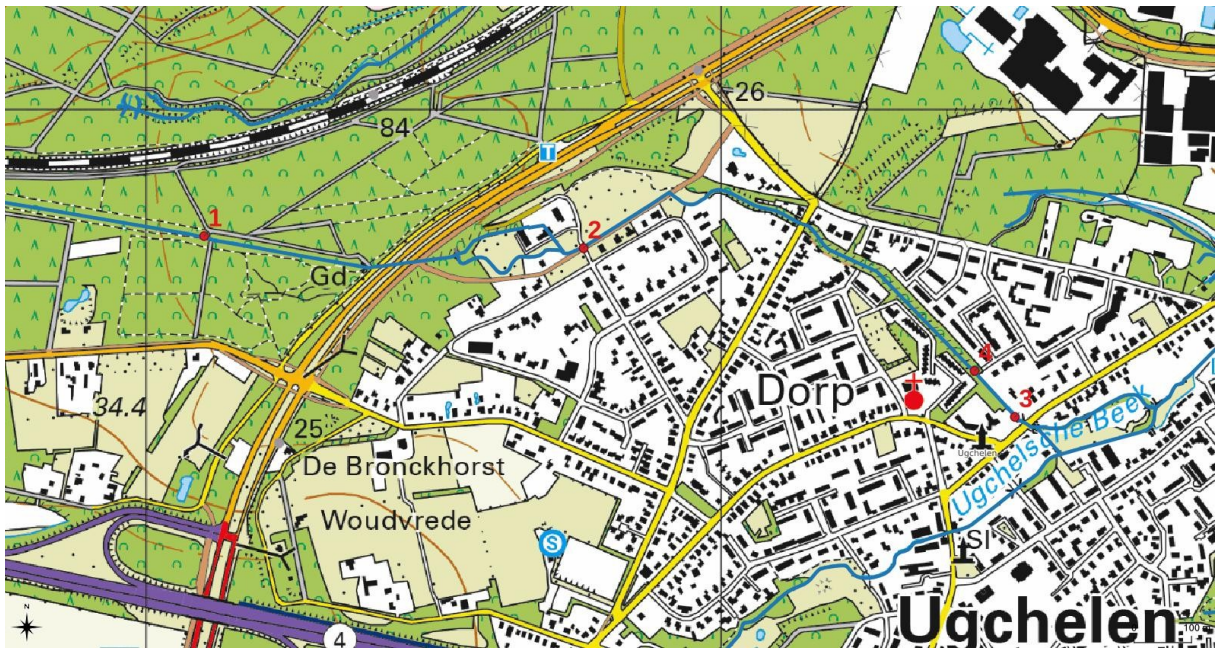 26
84
T
1
2
Gd
4
Dorp
3
34.4
25
Ugchelen
Ugchelsche Beek
De Bronckhorst
Woudvrede
S
Sl
N
4
Ugchelen
100 m